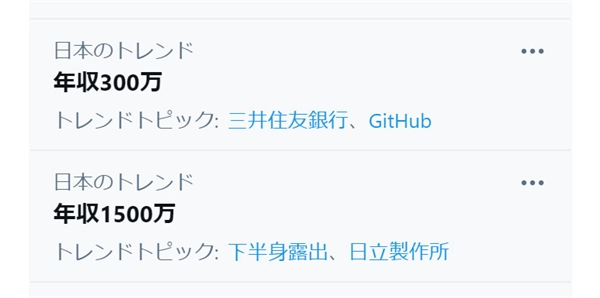 日本のトレンド
年収300万
トレンドトピック: 三井住友銀行、GitHub
日本のトレンド
年収1500万
トレンドトピック: 下半身露出、日立製作所